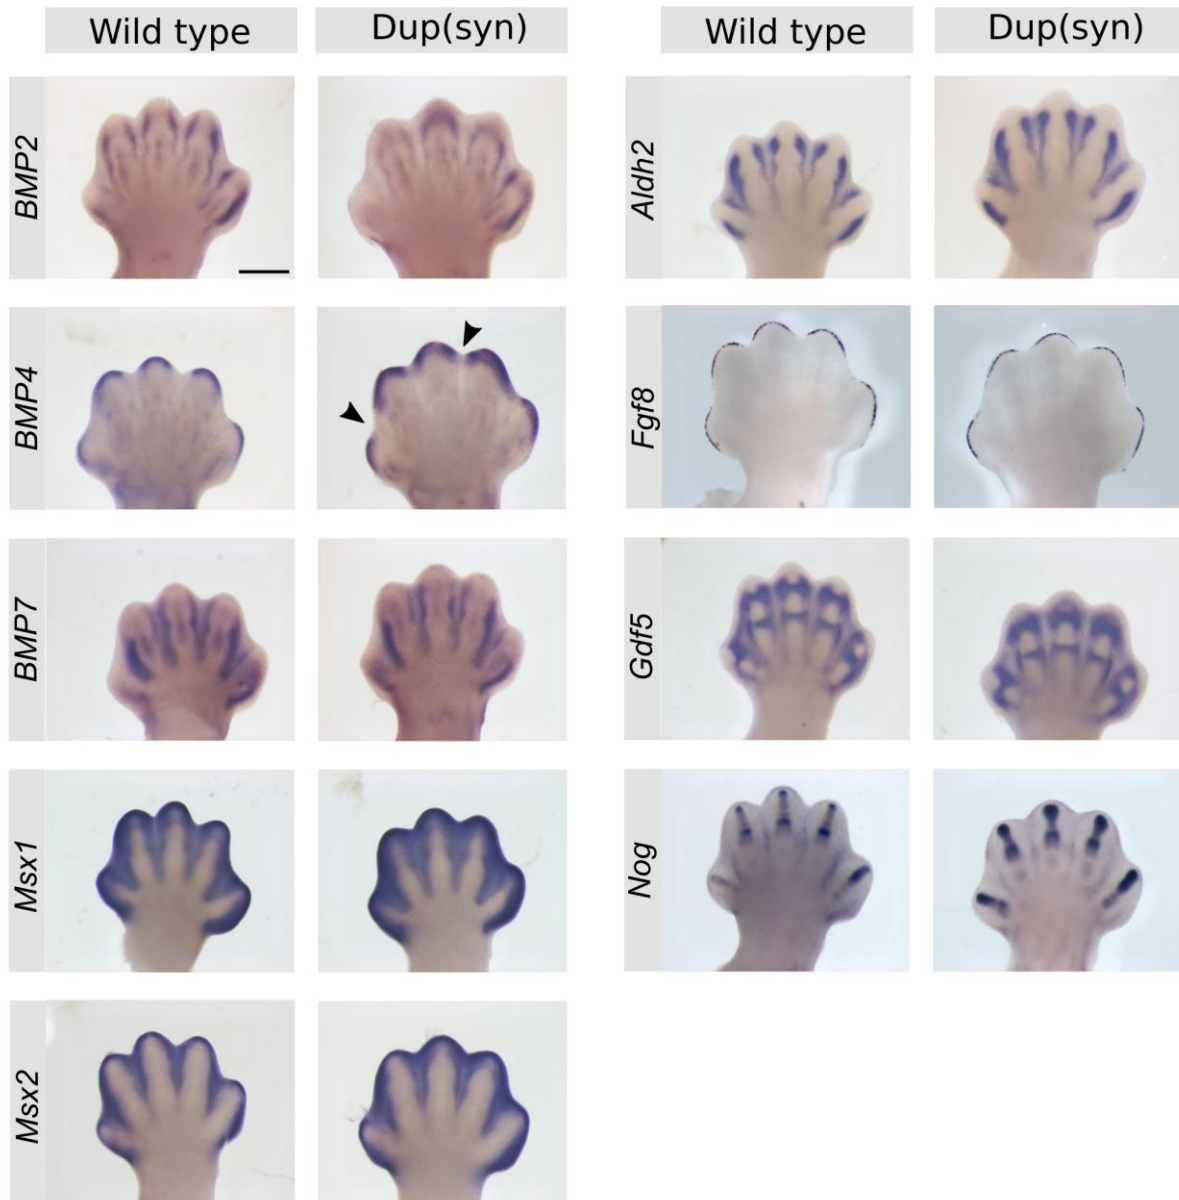 Wild type
Dup(syn)
Wild type
Dup(syn)
BMP2
Aldh2
BMP4
Fgf8
BMP7
Gdf5
Msx1
Nog
Msx2